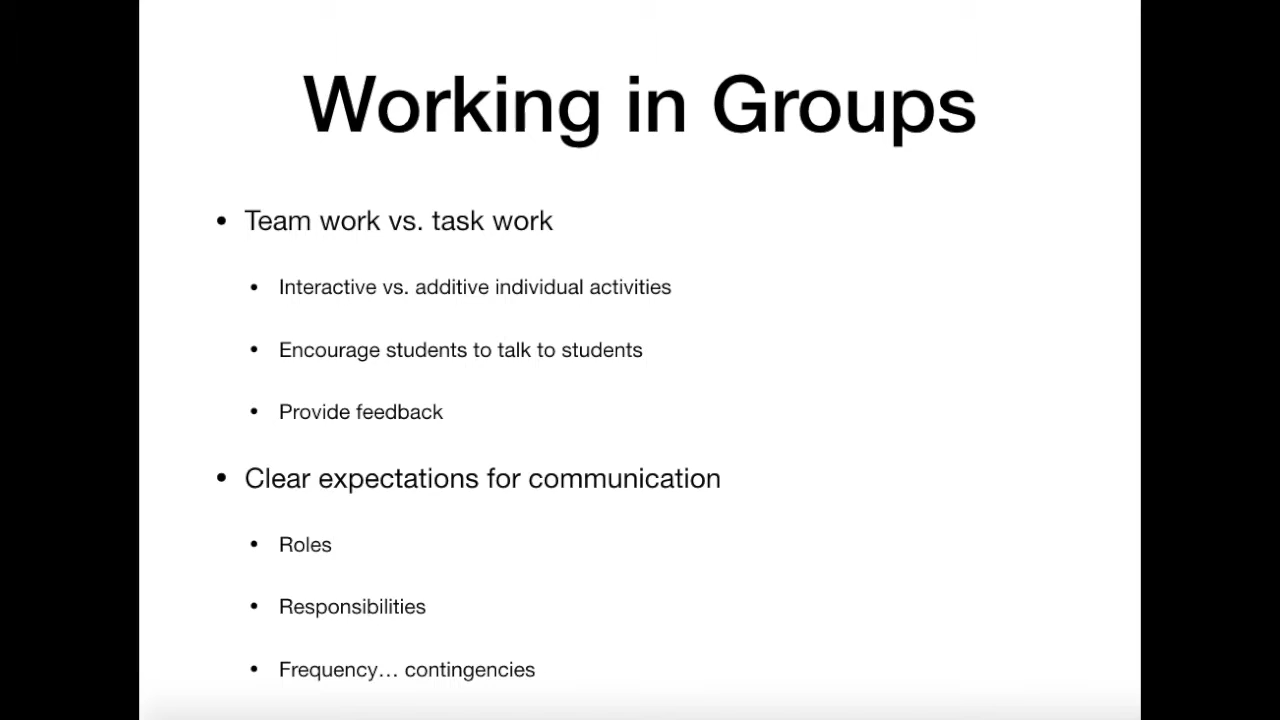 Working in Groups
• Team work vs. task work
• Interactive vs. additive individual activities
• Encourage students to talk to students
• Provide feedback
• Clear expectations for communication
• Roles
• Responsibilities
• Frequency… contingencies